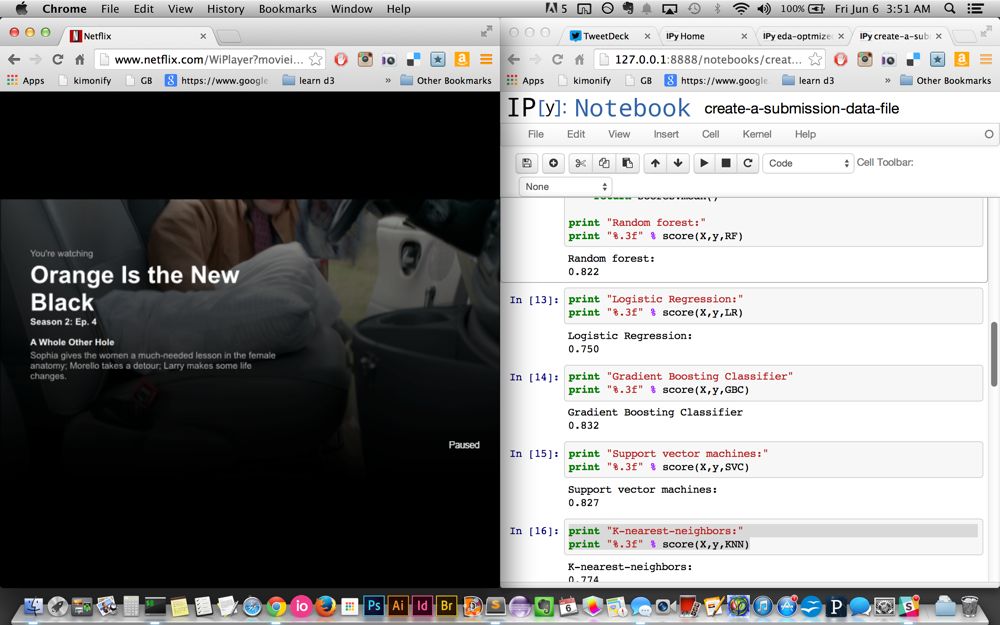 Chrome File Edit View History Bookmarks Window Help
5 100% Fri Jun 6 3:51 AM
Netflix
www.netflix.com/WiPlayer?moviei...
Apps kimonify GB https://www.google. learn d3 » Other Bookmarks
You're watching
Orange Is the New
Black
Season 2: Ep. 4
A Whole Other Hole
Sophia gives the women a much-needed lesson in the female
anatomy; Morello takes a detour; Larry makes some life
changes.
Paused
TweetDeck IPy Home IPy eda-optmize IPy create-a-sub
127.0.0.1:8888/notebooks/creat...
Apps kimonify GB https://www.google. learn d3 » Other Bookmarks
IP[y]: Notebook create-a-submission-data-file
File Edit View Insert Cell Kernel Help
Code Cell Toolbar:
None
print "Random forest:"
print "%.3f" % score(X,y,RF)
Random forest:
0.822
In [13]: print "Logistic Regression:"
print "%.3f" % score(X,y,LR)
Logistic Regression:
0.750
In [14]: print "Gradient Boosting Classifier"
print "%.3f" % score(X,y,GBC)
Gradient Boosting Classifier
0.832
In [15]: print "Support vector machines:"
print "%.3f" % score(X,y,SVC)
Support vector machines:
0.827
In [16]: print "K-nearest-neighbors:"
print "%.3f" % score(X,y,KNN)
K-nearest-neighbors:
0.774
io Ps Ai Id Br S 6 P